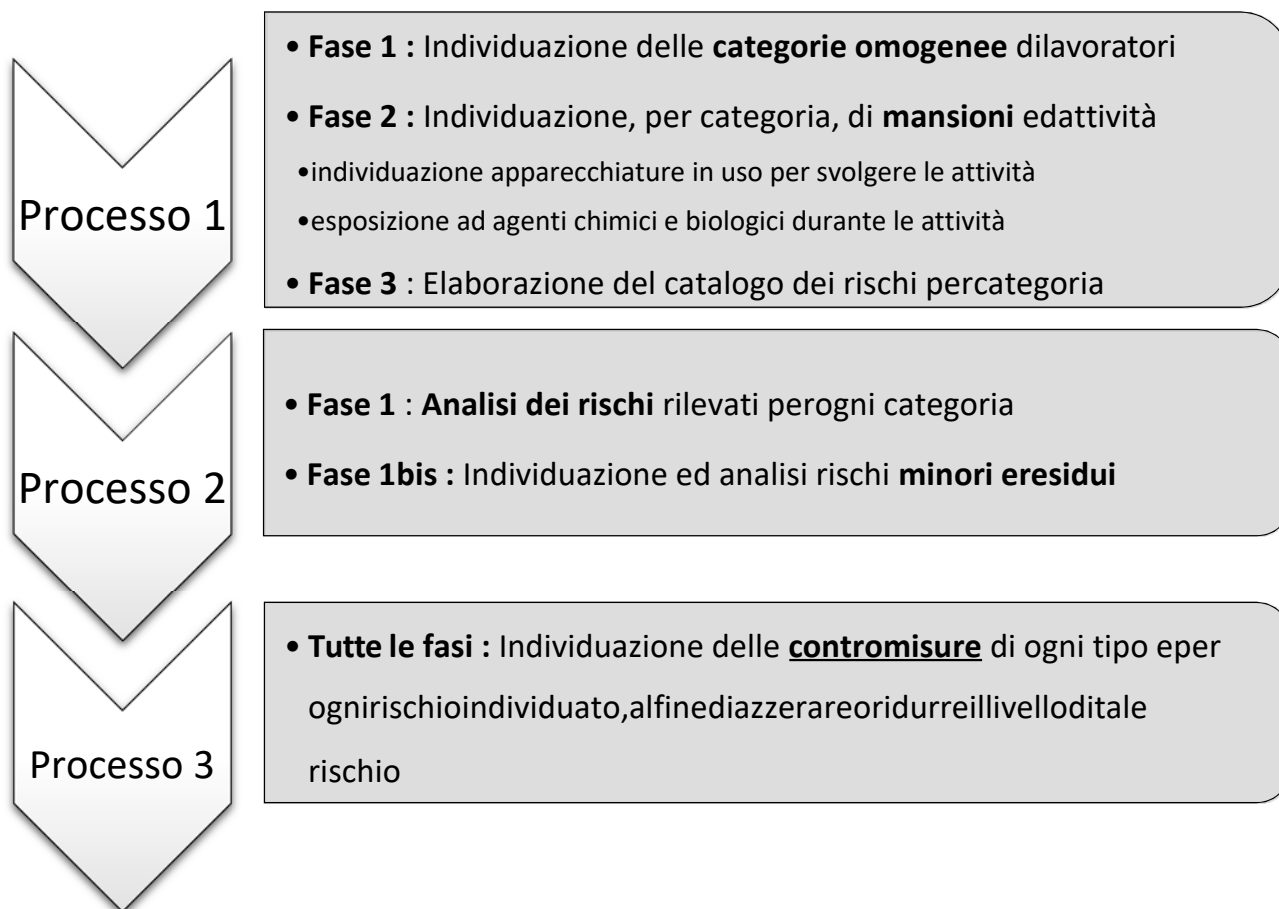 Processo 1
• Fase 1 : Individuazione delle categorie omogenee dilavoratori
• Fase 2 : Individuazione, per categoria, di mansioni edattività
•individuazione apparecchiature in uso per svolgere le attività
•esposizione ad agenti chimici e biologici durante le attività
• Fase 3 : Elaborazione del catalogo dei rischi percategoria
Processo 2
• Fase 1 : Analisi dei rischi rilevati perogni categoria
• Fase 1bis : Individuazione ed analisi rischi minori eresidui
Processo 3
• Tutte le fasi : Individuazione delle contromisure di ogni tipo eper
ognirischioindividuato,alfinediazzerareoridurreillivelloditale
rischio